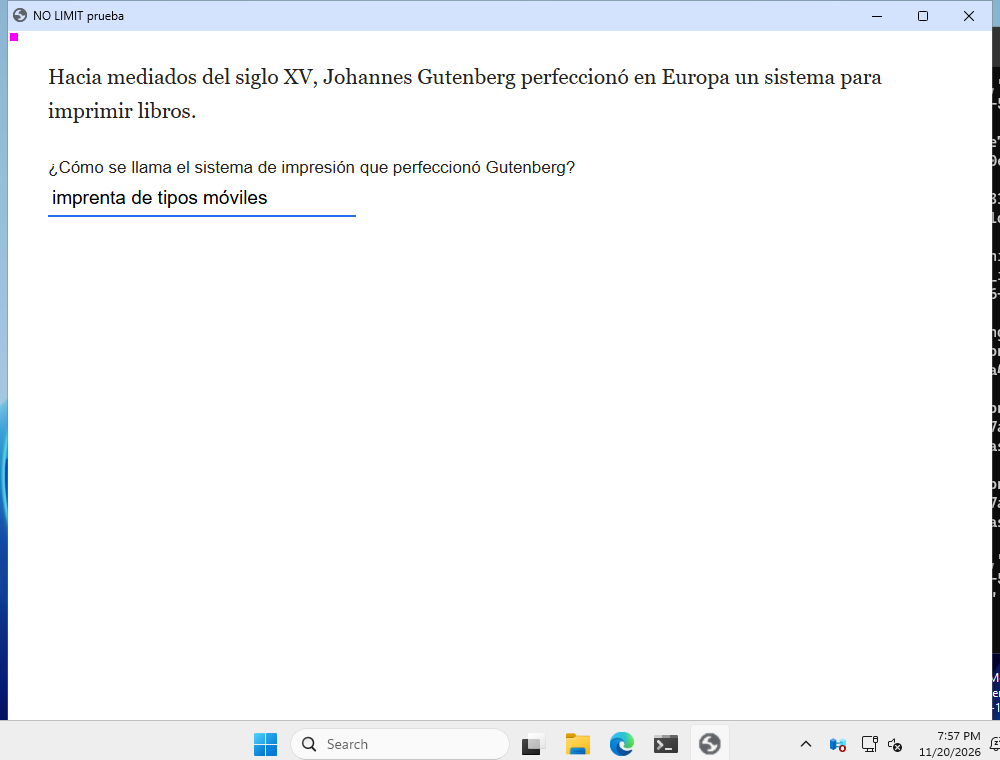 NO LIMIT prueba
Hacia mediados del siglo XV, Johannes Gutenberg perfeccionó en Europa un sistema para
imprimir libros.
¿Cómo se llama el sistema de impresión que perfeccionó Gutenberg?
imprenta de tipos móviles
Search
7:57 PM
11/20/2026